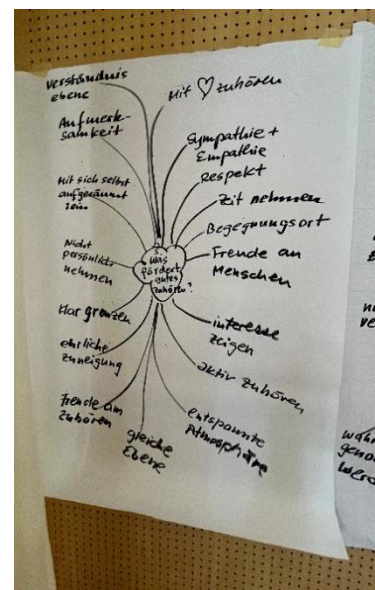 Verständnis
ebene
Aufmerk-
samkeit
Mit sich selbst
aufgeräumt
sein
Nicht
persönlich
nehmen
klar grenzen
ehrliche
Zuneigung
Freude am
Zuhören
gleiche
Ebene
Mit ♡ zuhören
Sympathie +
Empathie
Respekt
Zit nehmen
Begegnungsort
Freude an
Menschen
interesse
zeigen
aktiv zuhören
entspannte
Atmosphäre
Was
fördert
gutes
zuhören?